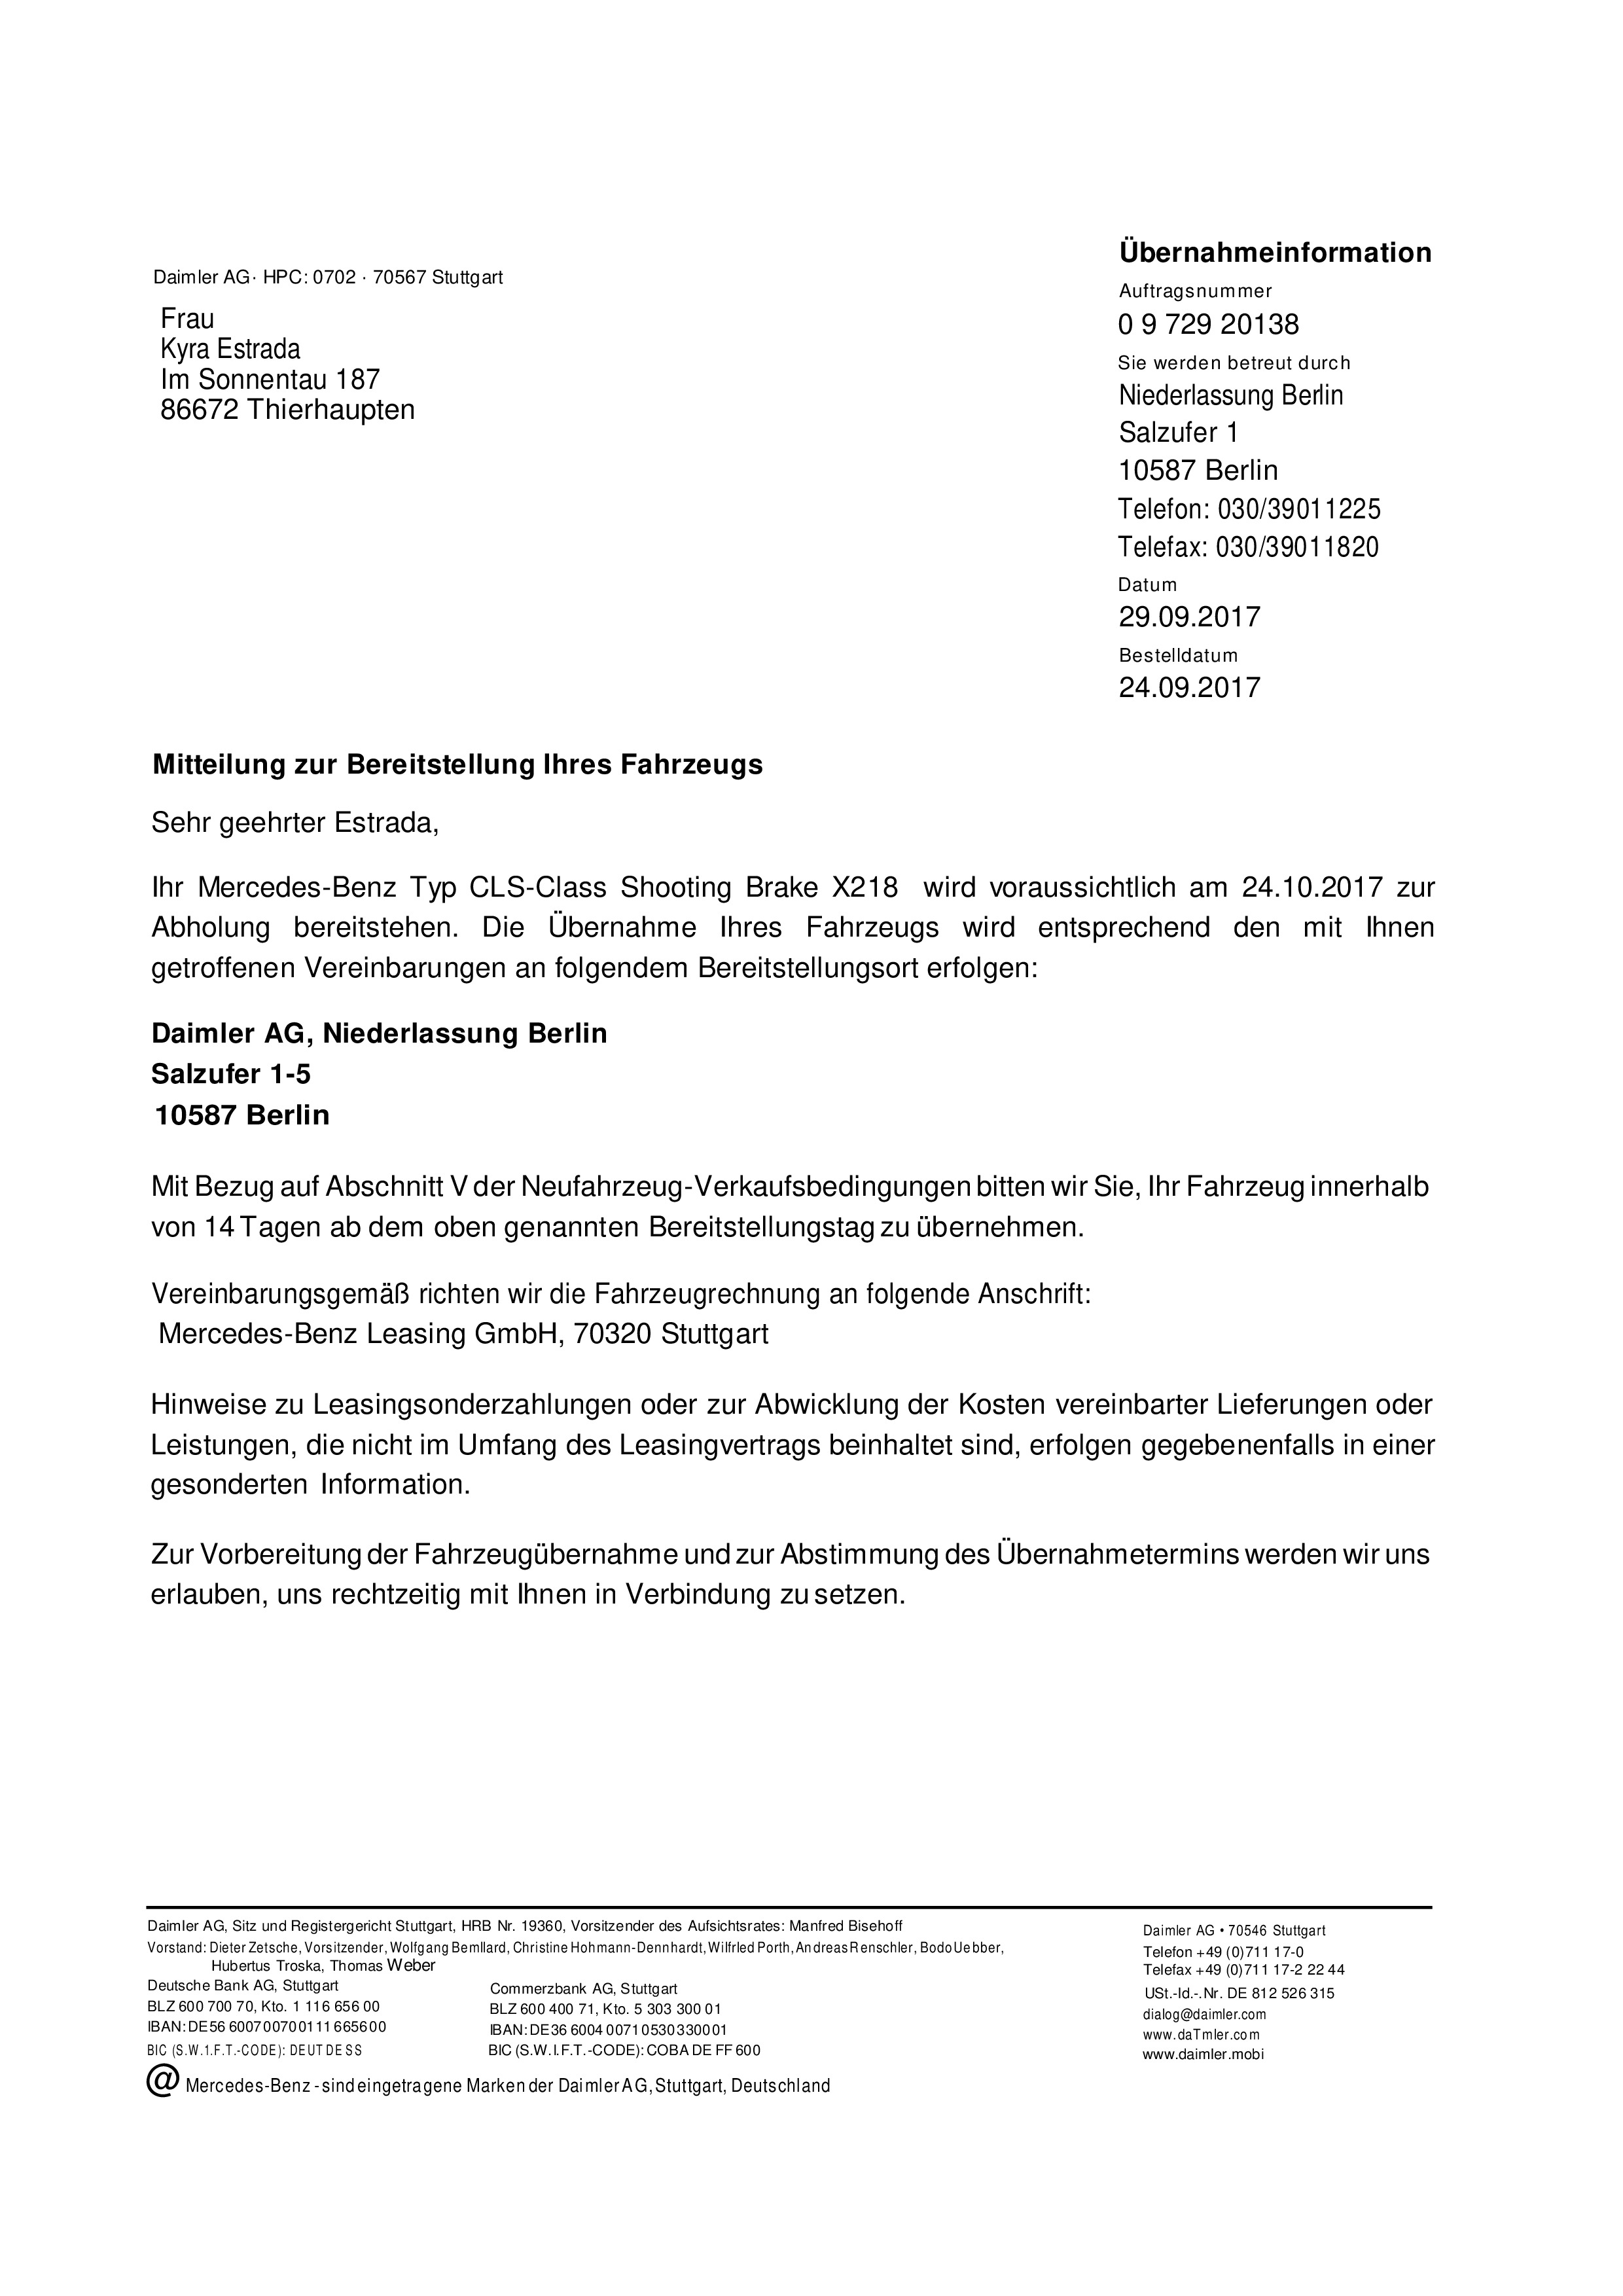 Daimler AG · HPC: 0702 · 70567 Stuttgart
Frau
Kyra Estrada
Im Sonnentau 187
86672 Thierhaupten
Übernahmeinformation
Auftragsnummer
0 9 729 20138
Sie werden betreut durch
Niederlassung Berlin
Salzufer 1
10587 Berlin
Telefon: 030/39011225
Telefax: 030/39011820
Datum
29.09.2017
Bestelldatum
24.09.2017
Mitteilung zur Bereitstellung Ihres Fahrzeugs
Sehr geehrter Estrada,
Ihr Mercedes-Benz Typ CLS-Class Shooting Brake X218 wird voraussichtlich am 24.10.2017 zur
Abholung bereitstehen. Die Übernahme Ihres Fahrzeugs wird entsprechend den mit Ihnen
getroffenen Vereinbarungen an folgendem Bereitstellungsort erfolgen:
Daimler AG, Niederlassung Berlin
Salzufer 1-5
10587 Berlin
Mit Bezug auf Abschnitt V der Neufahrzeug-Verkaufsbedingungen bitten wir Sie, Ihr Fahrzeug innerhalb
von 14 Tagen ab dem oben genannten Bereitstellungstag zu übernehmen.
Vereinbarungsgemäß richten wir die Fahrzeugrechnung an folgende Anschrift:
Mercedes-Benz Leasing GmbH, 70320 Stuttgart
Hinweise zu Leasingsonderzahlungen oder zur Abwicklung der Kosten vereinbarter Lieferungen oder
Leistungen, die nicht im Umfang des Leasingvertrags beinhaltet sind, erfolgen gegebenenfalls in einer
gesonderten Information.
Zur Vorbereitung der Fahrzeugübernahme und zur Abstimmung des Übernahmetermins werden wir uns
erlauben, uns rechtzeitig mit Ihnen in Verbindung zu setzen.
Daimler AG, Sitz und Registergericht Stuttgart, HRB Nr. 19360, Vorsitzender des Aufsichtsrates: Manfred Bisehoff
Vorstand: Dieter Zetsche, Vorsitzender, Wolfgang Bemllard, Christine Hohmann-Dennhardt, Wilfrled Porth, Andreas Renschler, Bodo Uebber,
Hubertus Troska, Thomas Weber
Deutsche Bank AG, Stuttgart
BLZ 600 700 70, Kto. 1 116 656 00
IBAN: DE56 6007 0070 0111 6656 00
BIC (S.W.1.F.T.-CODE): DEUT DE SS
Commerzbank AG, Stuttgart
BLZ 600 400 71, Kto. 5 303 300 01
IBAN: DE36 6004 0071 0530 3300 01
BIC (S.W.I.F.T.-CODE): COBA DE FF 600
@ Mercedes-Benz - sind eingetragene Marken der Daimler AG, Stuttgart, Deutschland
Daimler AG • 70546 Stuttgart
Telefon +49 (0)711 17-0
Telefax +49 (0)711 17-2 22 44
USt.-Id.-.Nr. DE 812 526 315
dialog@daimler.com
www.daTmler.com
www.daimler.mobi